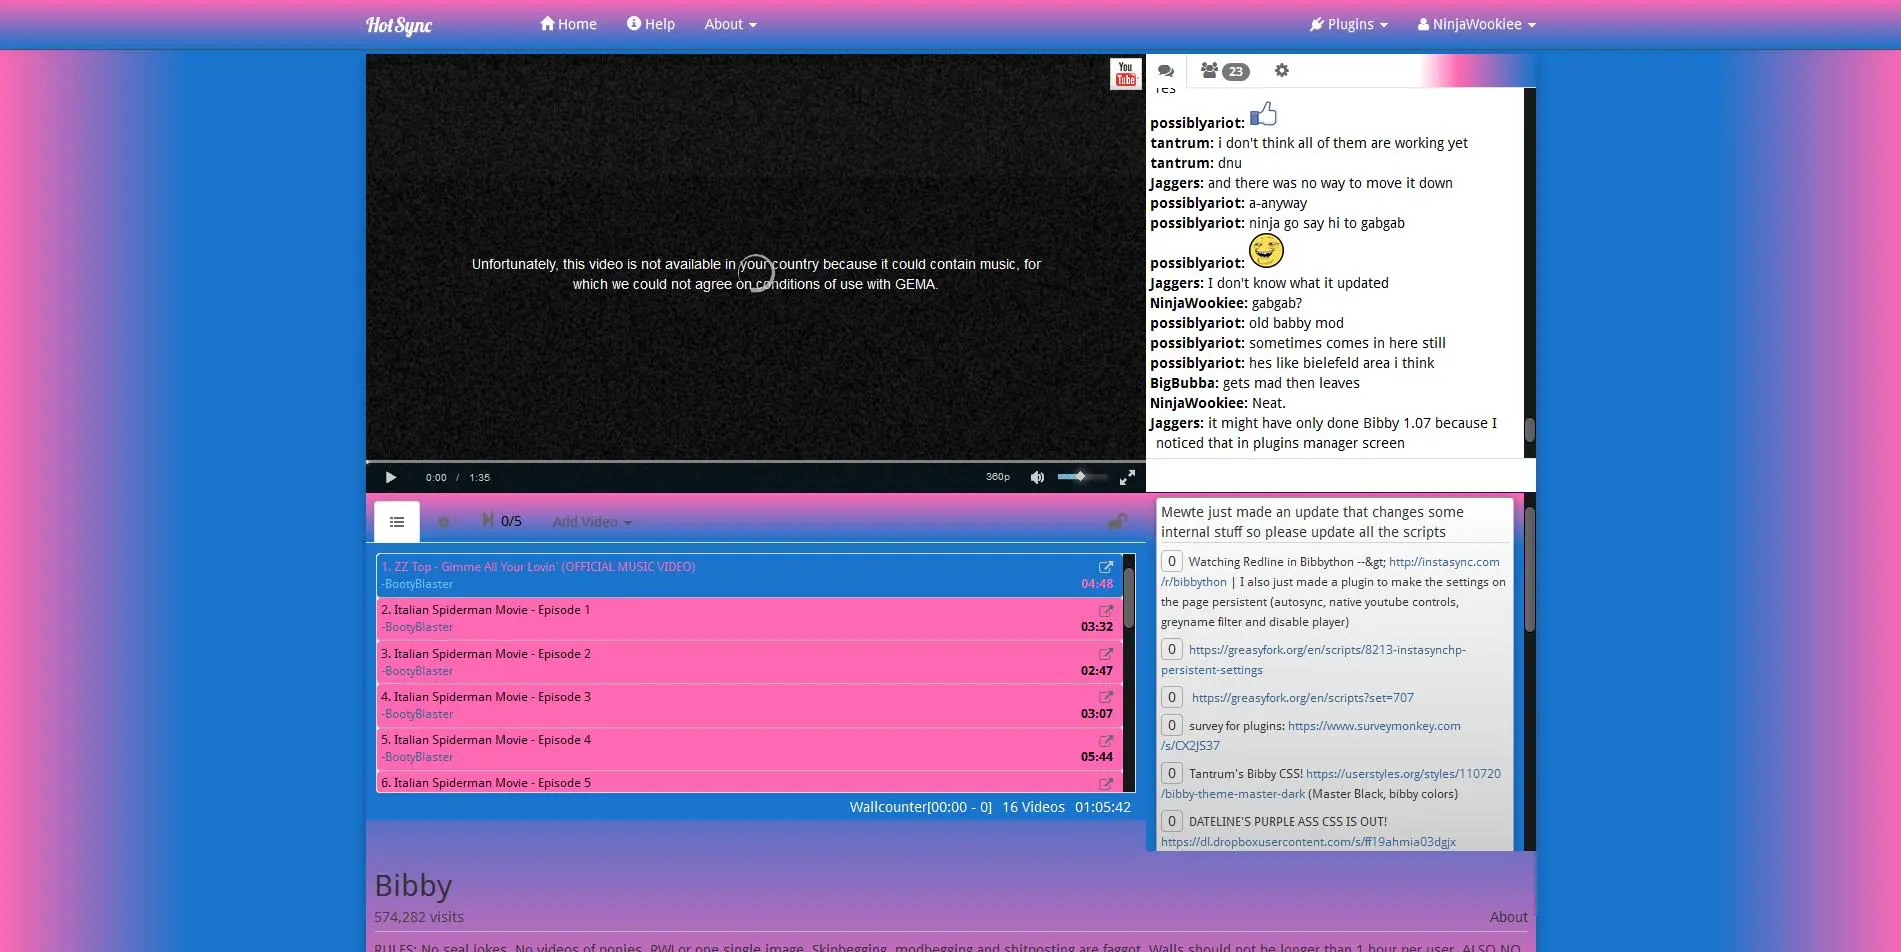 HotSync Home Help About Plugins NinjaWookiee
You
Tube
23
Yes
possiblyariot:
tantrum: i don't think all of them are working yet
tantrum: dnu
Jaggers: and there was no way to move it down
possiblyariot: a-anyway
possiblyariot: ninja go say hi to gabgab
possiblyariot:
Jaggers: I don't know what it updated
NinjaWookiee: gabgab?
possiblyariot: old babby mod
possiblyariot: sometimes comes in here still
possiblyariot: hes like bielefeld area i think
BigBubba: gets mad then leaves
NinjaWookiee: Neat.
Jaggers: it might have only done Bibby 1.07 because I
noticed that in plugins manager screen
Unfortunately, this video is not available in your country because it could contain music, for
which we could not agree on conditions of use with GEMA.
0:00 / 1:35 360p
0/5 Add Video
1. ZZ Top - Gimme All Your Lovin' (OFFICIAL MUSIC VIDEO)
-BootyBlaster 04:48
2. Italian Spiderman Movie - Episode 1
-BootyBlaster 03:32
3. Italian Spiderman Movie - Episode 2
-BootyBlaster 02:47
4. Italian Spiderman Movie - Episode 3
-BootyBlaster 03:07
5. Italian Spiderman Movie - Episode 4
-BootyBlaster 05:44
6. Italian Spiderman Movie - Episode 5
Wallcounter[00:00 - 0] 16 Videos 01:05:42
Mewte just made an update that changes some
internal stuff so please update all the scripts
0 Watching Redline in Bibbython --&gt; http://instasync.com
/r/bibbython | I also just made a plugin to make the settings on
the page persistent (autosync, native youtube controls,
greyname filter and disable player)
0 https://greasyfork.org/en/scripts/8213-instasynchp-
persistent-settings
0 https://greasyfork.org/en/scripts?set=707
0 survey for plugins: https://www.surveymonkey.com
/s/CX2JS37
0 Tantrum's Bibby CSS! https://userstyles.org/styles/110720
/bibby-theme-master-dark (Master Black, bibby colors)
0 DATELINE'S PURPLE ASS CSS IS OUT!
https://dl.dropboxusercontent.com/s/ff19ahmia03dgjx
Bibby
574,282 visits About
RULES: No seal jokes. No videos of ponies, RWJ or one single image. Skipbegging, modbegging and shitposting are faggot. Walls should not be longer than 1 hour per user. ALSO NO